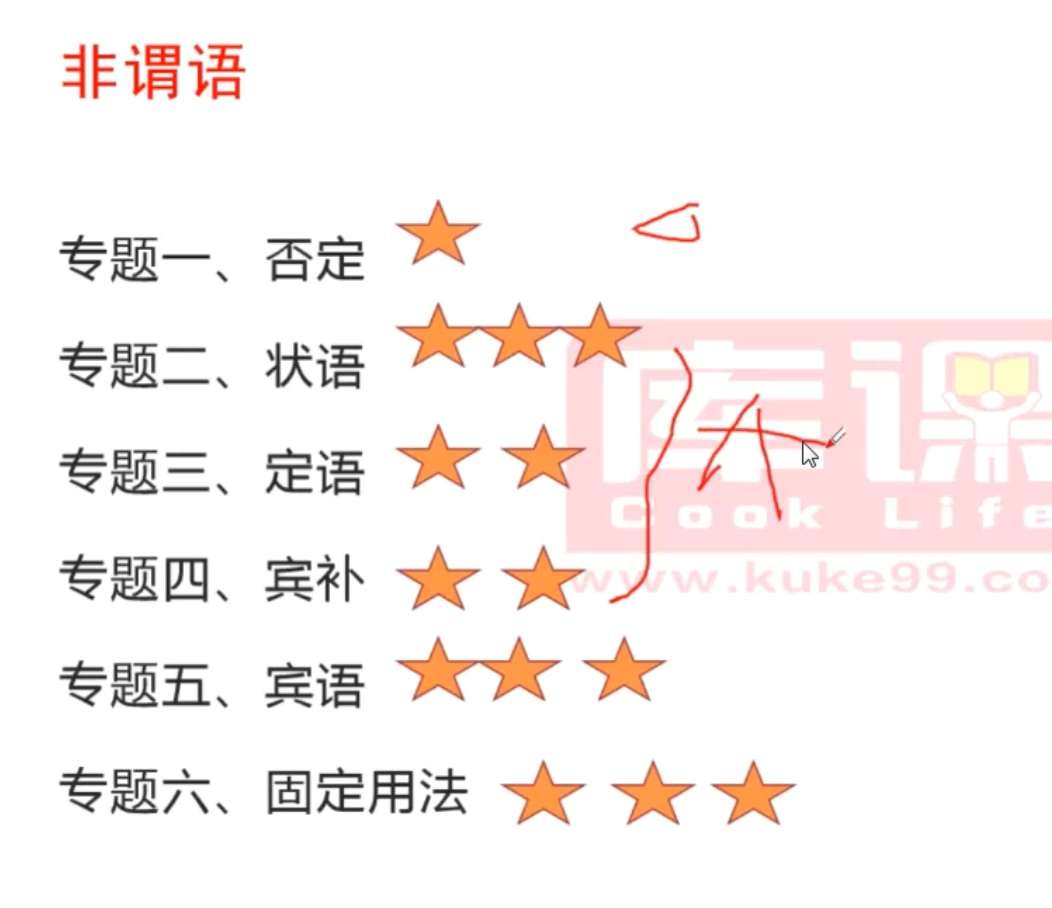 非谓语
专题一、否定
专题二、状语
库课
专题三、定语
Cook Life
专题四、宾补
www.kuke99.co
专题五、宾语
专题六、固定用法